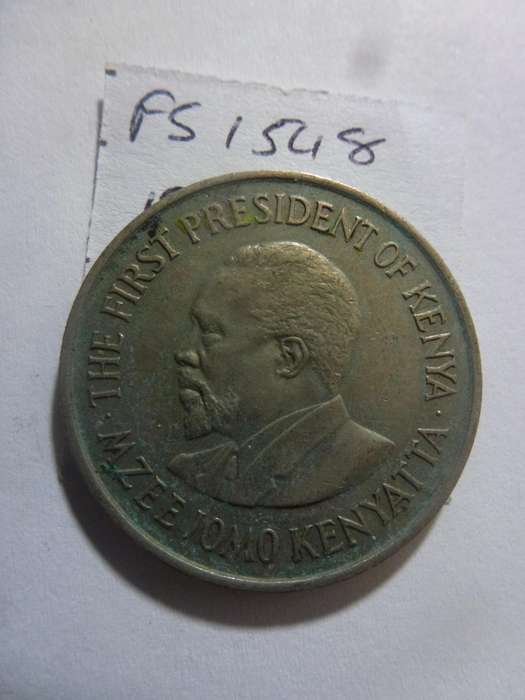 FS 1548
· THE FIRST PRESIDENT OF KENYA ·
MZEE JOMO KENYATTA